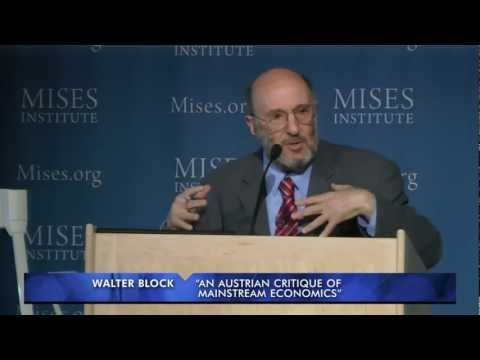 MISES
INSTITUTE
MISES
INSTITUTE
Mises.org
MISES
INSTITUTE
Mises.org
MISES
MISES
INSTITUTE
WALTER BLOCK
"AN AUSTRIAN CRITIQUE OF
MAINSTREAM ECONOMICS"